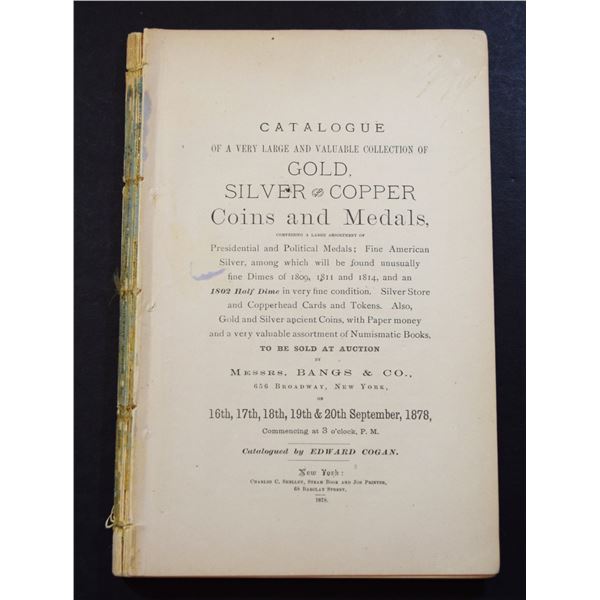 CATALOGUE
OF A VERY LARGE AND VALUABLE COLLECTION OF
GOLD,
SILVER & COPPER
Coins and Medals,
COMPRISING A LARGE ASSORTMENT OF
Presidential and Political Medals; Fine American
Silver, among which will be found unusually
fine Dimes of 1809, 1811 and 1814, and an
1802 Half Dime in very fine condition. Silver Store
and Copperhead Cards and Tokens. Also,
Gold and Silver ancient Coins, with Paper money
and a very valuable assortment of Numismatic Books,
TO BE SOLD AT AUCTION
BY
MESSRS. BANGS & CO.,
656 BROADWAY, NEW YORK,
ON
16th, 17th, 18th, 19th & 20th September, 1878,
Commencing at 3 o'clock, P. M.
Catalogued by EDWARD COGAN.
New York:
CHARLES C. SHELLEY, STEAM BOOK AND JOB PRINTER,
68 BARCLAY STREET,
1878.